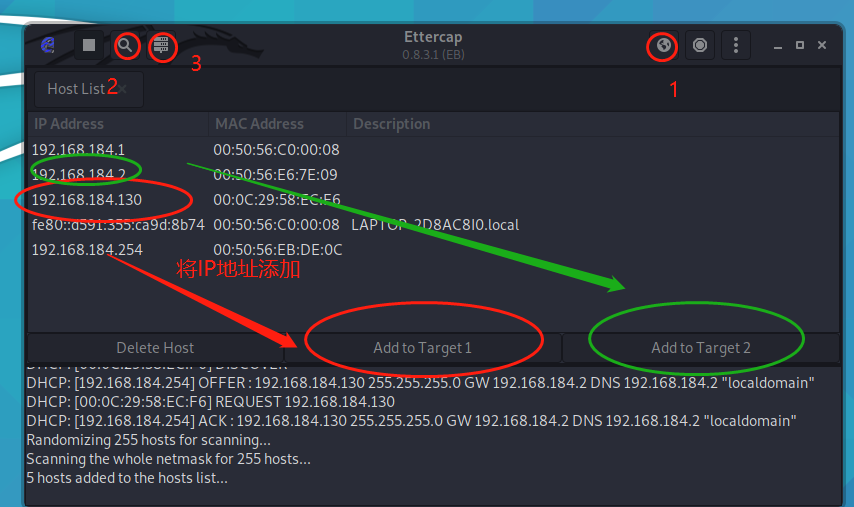 Ettercap
0.8.3.1 (EB)
3
1
Host List 2 ×
IP Address MAC Address Description
192.168.184.1 00:50:56:C0:00:08
192.168.184.2 00:50:56:E6:7E:09
192.168.184.130 00:0C:29:58:EC:F6
fe80::d591:355:ca9d:8b74 00:50:56:C0:00:08 LAPTOP-2D8AC8I0.local
192.168.184.254 00:50:56:EB:DE:0C
将IP地址添加
Delete Host Add to Target 1 Add to Target 2
DHCP: [00:0C:29:58:EC:F6] DISCOVER
DHCP: [192.168.184.254] OFFER : 192.168.184.130 255.255.255.0 GW 192.168.184.2 DNS 192.168.184.2 "localdomain"
DHCP: [00:0C:29:58:EC:F6] REQUEST 192.168.184.130
DHCP: [192.168.184.254] ACK : 192.168.184.130 255.255.255.0 GW 192.168.184.2 DNS 192.168.184.2 "localdomain"
Randomizing 255 hosts for scanning...
Scanning the whole netmask for 255 hosts...
5 hosts added to the hosts list...